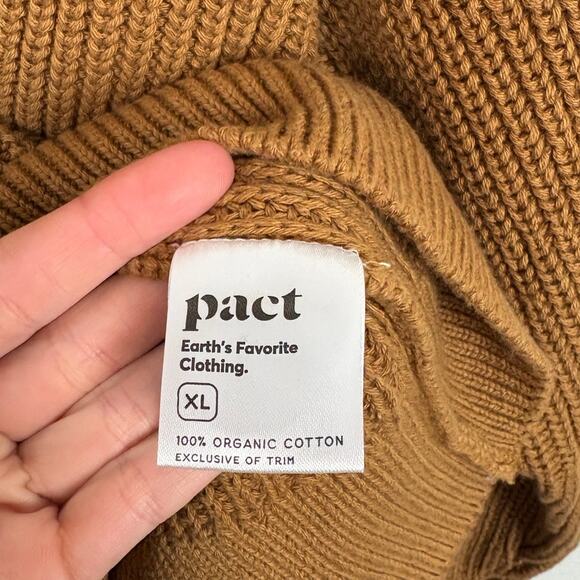 pact
Earth's Favorite
Clothing.
XL
100% ORGANIC COTTON
EXCLUSIVE OF TRIM